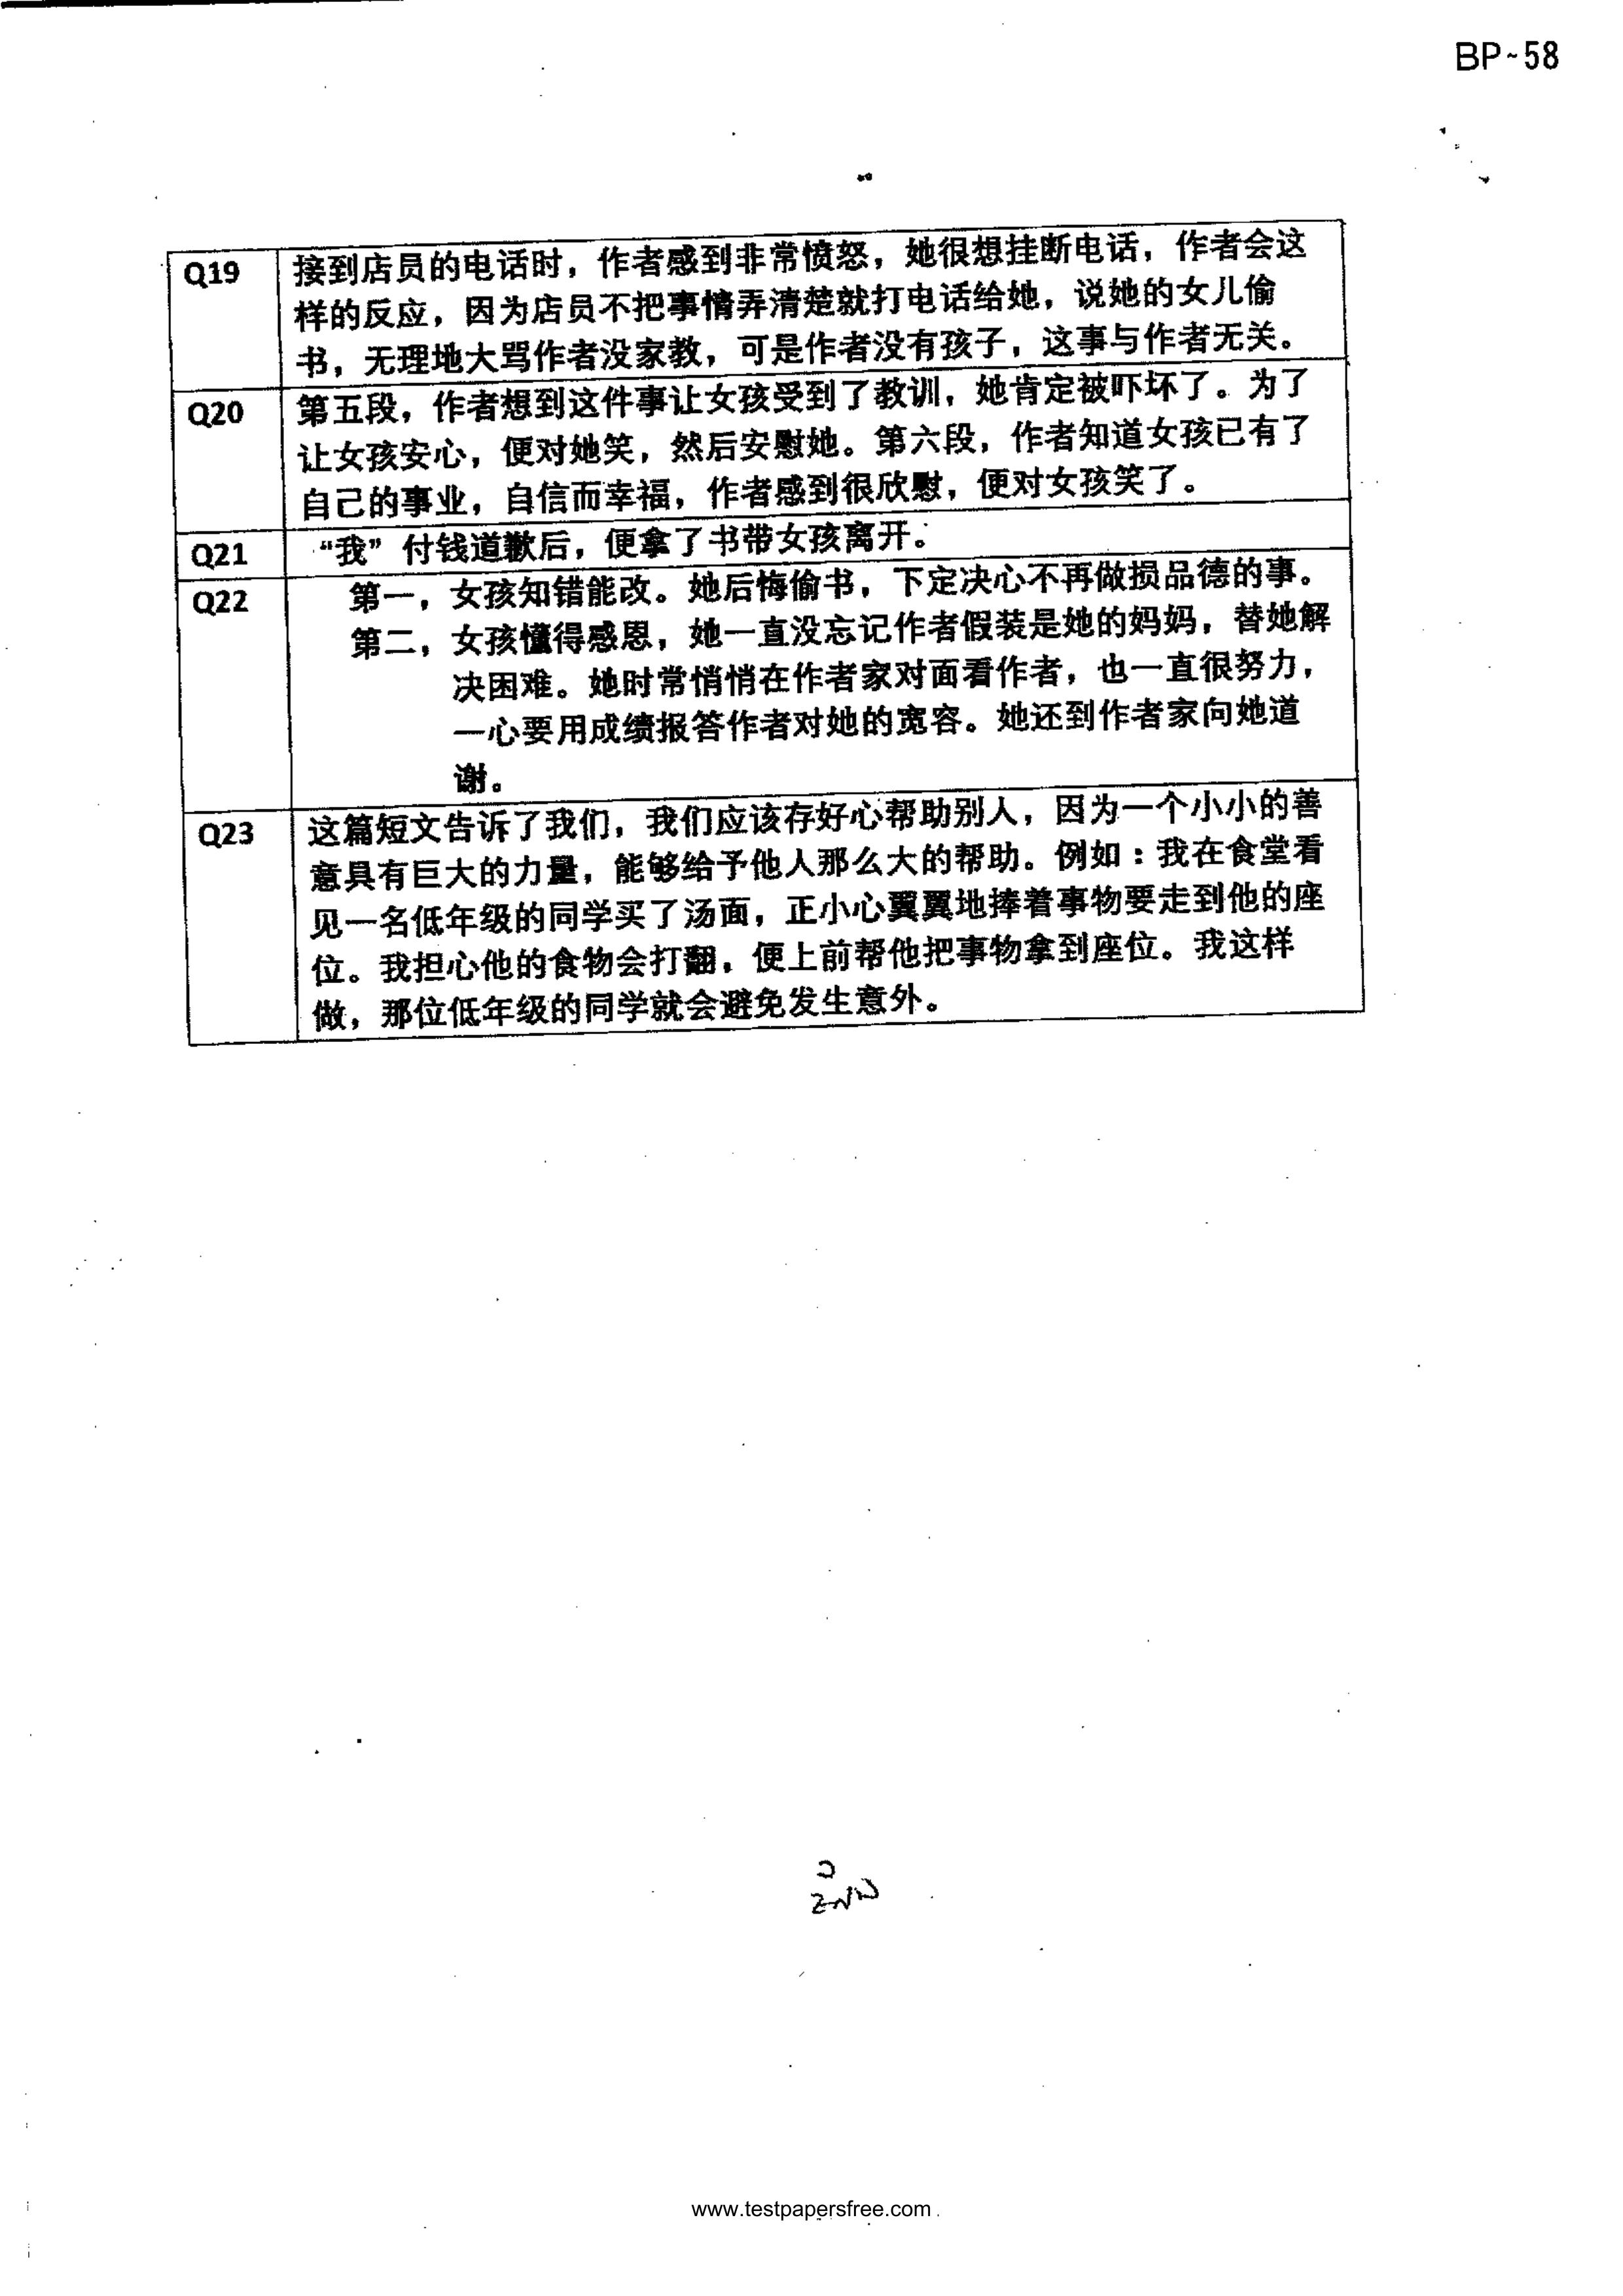 BP~58
Q19 接到店员的电话时，作者感到非常愤怒，她很想挂断电话，作者会这
样的反应，因为店员不把事情弄清楚就打电话给她，说她的女儿偷
书，无理地大骂作者没家教，可是作者没有孩子，这事与作者无关。
Q20 第五段，作者想到这件事让女孩受到了教训，她肯定被吓坏了。为了
让女孩安心，便对她笑，然后安慰她。第六段，作者知道女孩已有了
自己的事业，自信而幸福，作者感到很欣慰，便对女孩笑了。
Q21 “我”付钱道歉后，便拿了书带女孩离开。
Q22 第一，女孩知错能改。她后悔偷书，下定决心不再做损品德的事。
第二，女孩懂得感恩，她一直没忘记作者假装是她的妈妈，替她解
决困难。她时常悄悄在作者家对面看作者，也一直很努力，
一心要用成绩报答作者对她的宽容。她还到作者家向她道
谢。
Q23 这篇短文告诉了我们，我们应该存好心帮助别人，因为一个小小的善
意具有巨大的力量，能够给予他人那么大的帮助。例如：我在食堂看
见一名低年级的同学买了汤面，正小心翼翼地捧着事物要走到他的座
位。我担心他的食物会打翻，便上前帮他把事物拿到座位。我这样
做，那位低年级的同学就会避免发生意外。
www.testpapersfree.com